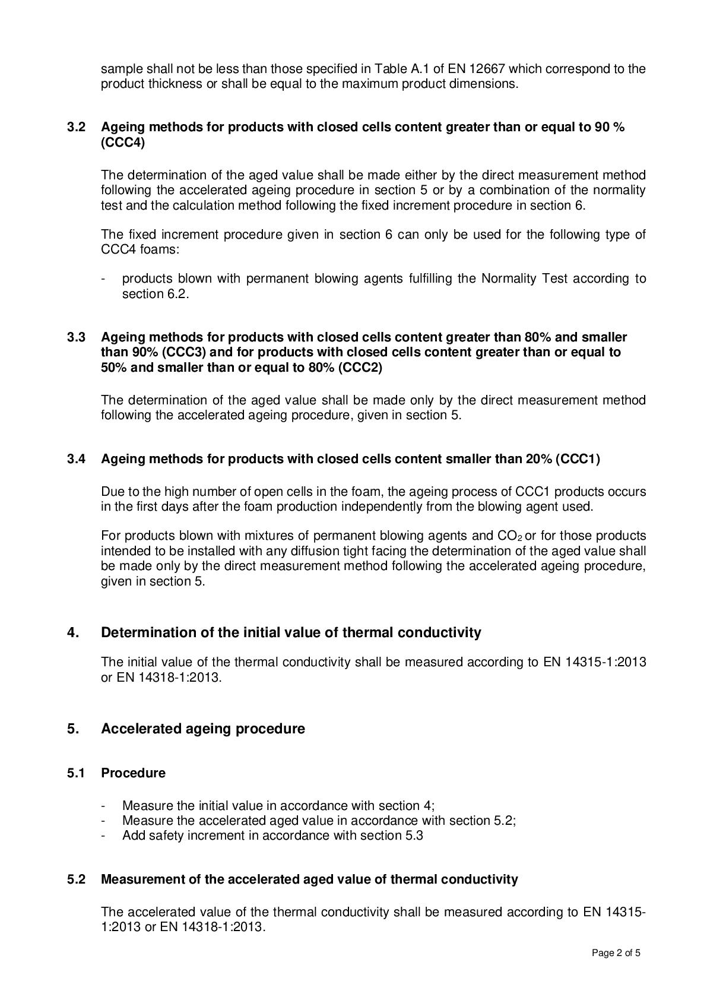 sample shall not be less than those specified in Table A.1 of EN 12667 which correspond to the
product thickness or shall be equal to the maximum product dimensions.
3.2 Ageing methods for products with closed cells content greater than or equal to 90 %
(CCC4)
The determination of the aged value shall be made either by the direct measurement method
following the accelerated ageing procedure in section 5 or by a combination of the normality
test and the calculation method following the fixed increment procedure in section 6.
The fixed increment procedure given in section 6 can only be used for the following type of
CCC4 foams:
- products blown with permanent blowing agents fulfilling the Normality Test according to
section 6.2.
3.3 Ageing methods for products with closed cells content greater than 80% and smaller
than 90% (CCC3) and for products with closed cells content greater than or equal to
50% and smaller than or equal to 80% (CCC2)
The determination of the aged value shall be made only by the direct measurement method
following the accelerated ageing procedure, given in section 5.
3.4 Ageing methods for products with closed cells content smaller than 20% (CCC1)
Due to the high number of open cells in the foam, the ageing process of CCC1 products occurs
in the first days after the foam production independently from the blowing agent used.
For products blown with mixtures of permanent blowing agents and CO₂ or for those products
intended to be installed with any diffusion tight facing the determination of the aged value shall
be made only by the direct measurement method following the accelerated ageing procedure,
given in section 5.
4. Determination of the initial value of thermal conductivity
The initial value of the thermal conductivity shall be measured according to EN 14315-1:2013
or EN 14318-1:2013.
5. Accelerated ageing procedure
5.1 Procedure
- Measure the initial value in accordance with section 4;
- Measure the accelerated aged value in accordance with section 5.2;
- Add safety increment in accordance with section 5.3
5.2 Measurement of the accelerated aged value of thermal conductivity
The accelerated value of the thermal conductivity shall be measured according to EN 14315-
1:2013 or EN 14318-1:2013.
Page 2 of 5